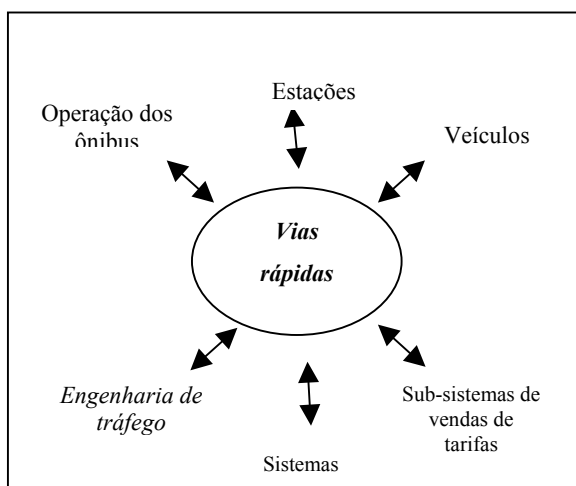 Estações
Operação dos
ônibus
Veículos
Vias
rápidas
Engenharia de
tráfego
Sistemas
Sub-sistemas de
vendas de
tarifas